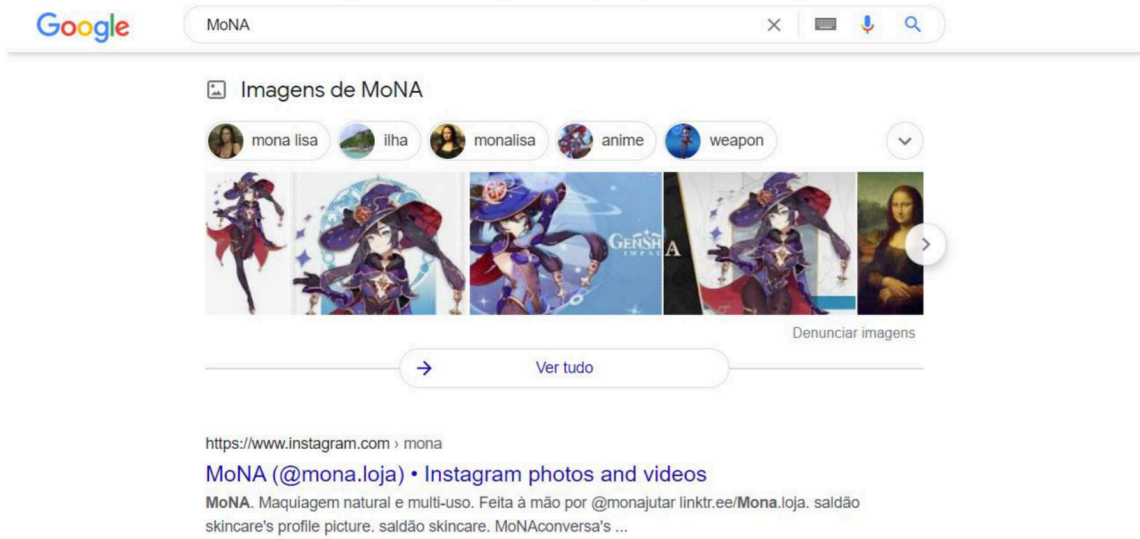 Google
MoNA
Imagens de MoNA
mona lisa
ilha
monalisa
anime
weapon
GENSH
IMPAC
A
Denunciar imagens
Ver tudo
https://www.instagram.com › mona
MoNA (@mona.loja) • Instagram photos and videos
MoNA. Maquiagem natural e multi-uso. Feita à mão por @monajutar linktr.ee/Mona.loja. saldão
skincare's profile picture. saldão skincare. MoNAconversa's ...